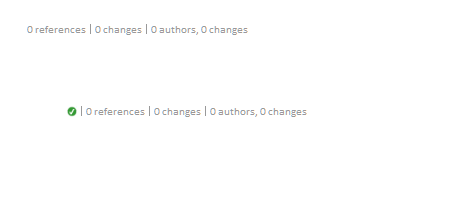 0 references | 0 changes | 0 authors, 0 changes
| 0 references | 0 changes | 0 authors, 0 changes